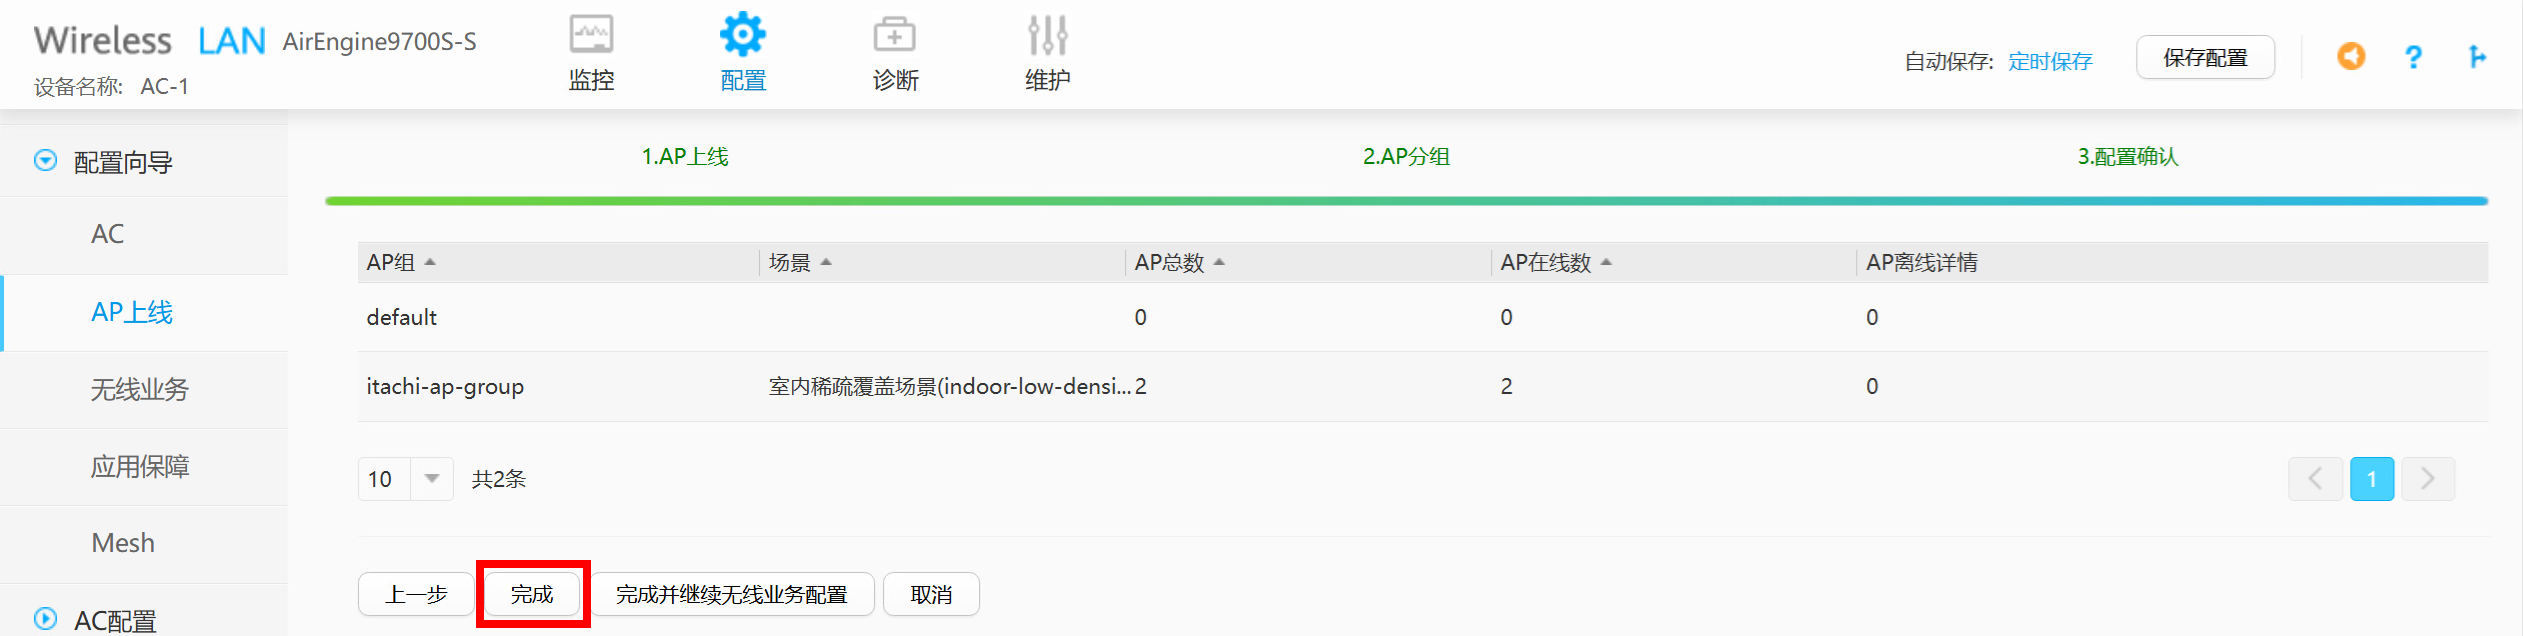 Wireless LAN AirEngine9700S-S
设备名称: AC-1
监控
配置
诊断
维护
自动保存: 定时保存
保存配置
?
配置向导
AC
AP上线
无线业务
应用保障
Mesh
AC配置
1.AP上线
2.AP分组
3.配置确认
AP组 场景 AP总数 AP在线数 AP离线详情
default 0 0 0
itachi-ap-group 室内稀疏覆盖场景(indoor-low-densi... 2 2 0
10 共2条
1
上一步 完成 完成并继续无线业务配置 取消